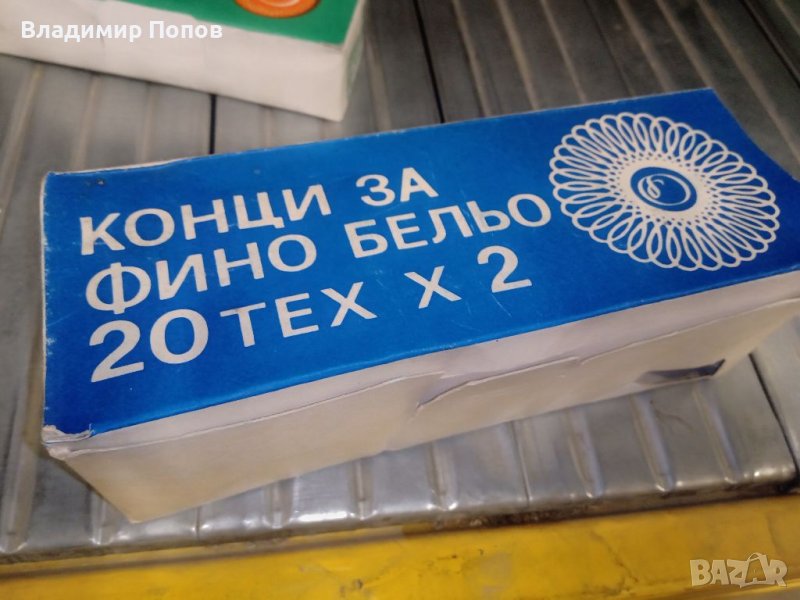 Владимир Попов
КОНЦИ ЗА
ФИНО БЕЛЬО
20 ТЕХ Х 2
BAZAR